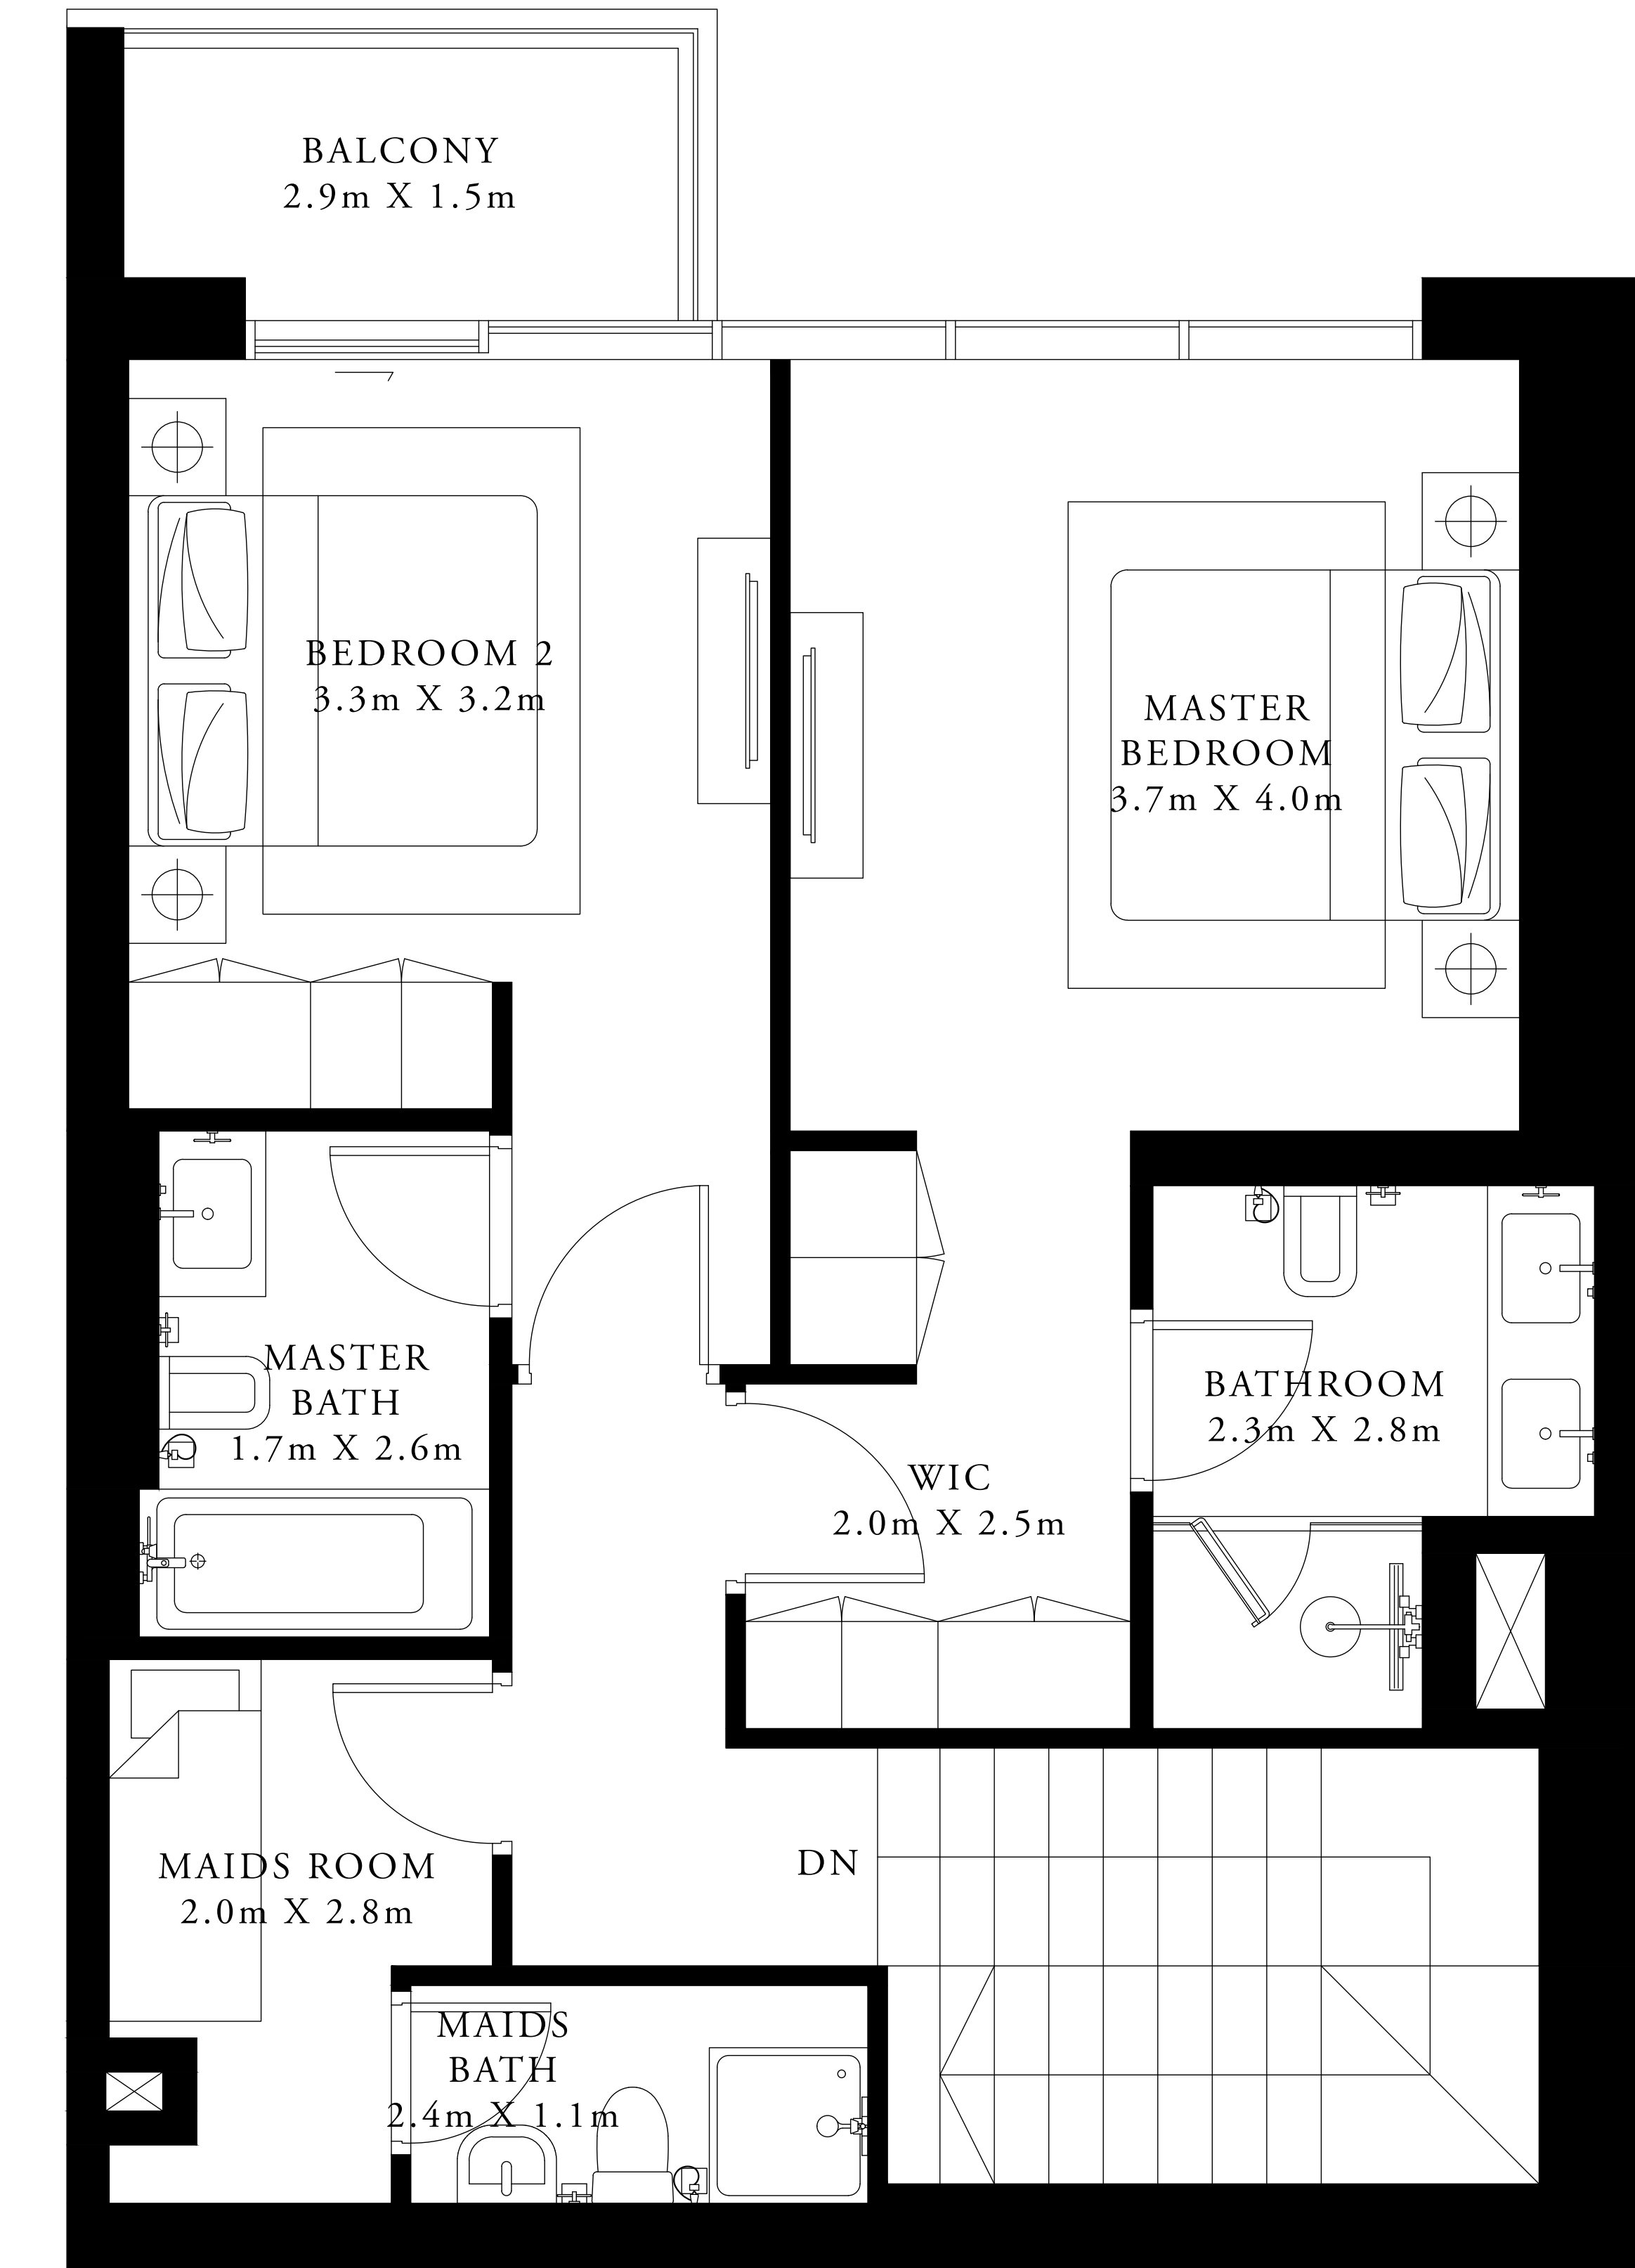 BALCONY
2.9m X 1.5m
BEDROOM 2
3.3m X 3.2m
MASTER
BEDROOM
3.7m X 4.0m
MASTER
BATH
1.7m X 2.6m
BATHROOM
2.3m X 2.8m
WIC
2.0m X 2.5m
MAIDS ROOM
2.0m X 2.8m
DN
MAIDS
BATH
2.4m X 1.1m